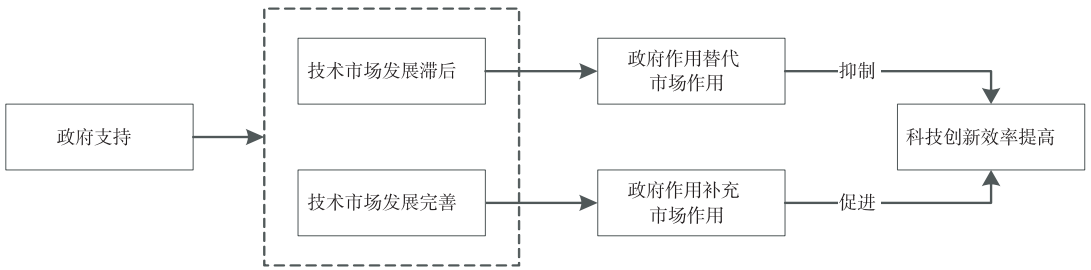 政府支持
技术市场发展滞后
政府作用替代
市场作用
抑制
科技创新效率提高
技术市场发展完善
政府作用补充
市场作用
促进